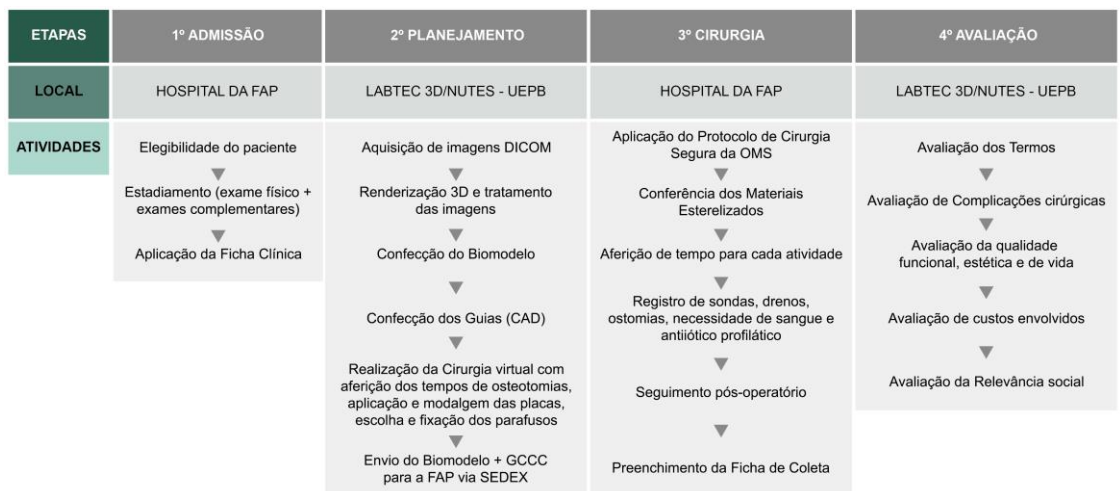 ETAPAS
1º ADMISSÃO
2º PLANEJAMENTO
3º CIRURGIA
4º AVALIAÇÃO
LOCAL
HOSPITAL DA FAP
LABTEC 3D/NUTES - UEPB
HOSPITAL DA FAP
LABTEC 3D/NUTES - UEPB
ATIVIDADES
Elegibilidade do paciente
Estadiamento (exame físico +
exames complementares)
Aplicação da Ficha Clínica
Aquisição de imagens DICOM
Renderização 3D e tratamento
das imagens
Confecção do Biomodelo
Confecção dos Guias (CAD)
Realização da Cirurgia virtual com
aferição dos tempos de osteotomias,
aplicação e modalgem das placas,
escolha e fixação dos parafusos
Envio do Biomodelo + GCCC
para a FAP via SEDEX
Aplicação do Protocolo de Cirurgia
Segura da OMS
Conferência dos Materiais
Esterelizados
Aferição de tempo para cada atividade
Registro de sondas, drenos,
ostomias, necessidade de sangue e
antiiótico profilático
Seguimento pós-operatório
Preenchimento da Ficha de Coleta
Avaliação dos Termos
Avaliação de Complicações cirúrgicas
Avaliação da qualidade
funcional, estética e de vida
Avaliação de custos envolvidos
Avaliação da Relevância social